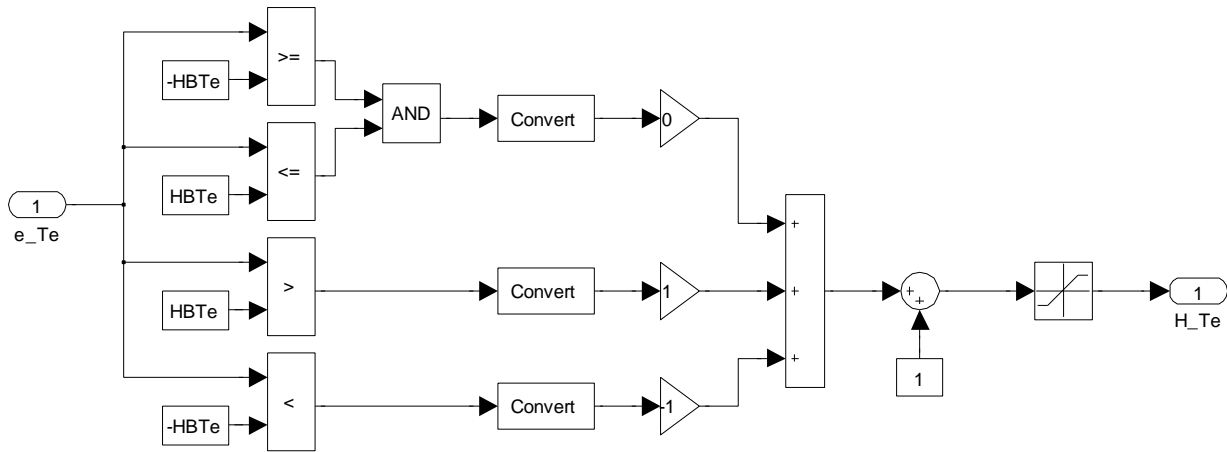 >=
-HBTe
AND
Convert
0
<=
HBTe
1
e_Te
+
>
HBTe
Convert
1
+
+
+
1
H_Te
<
-HBTe
Convert
-1
+
1